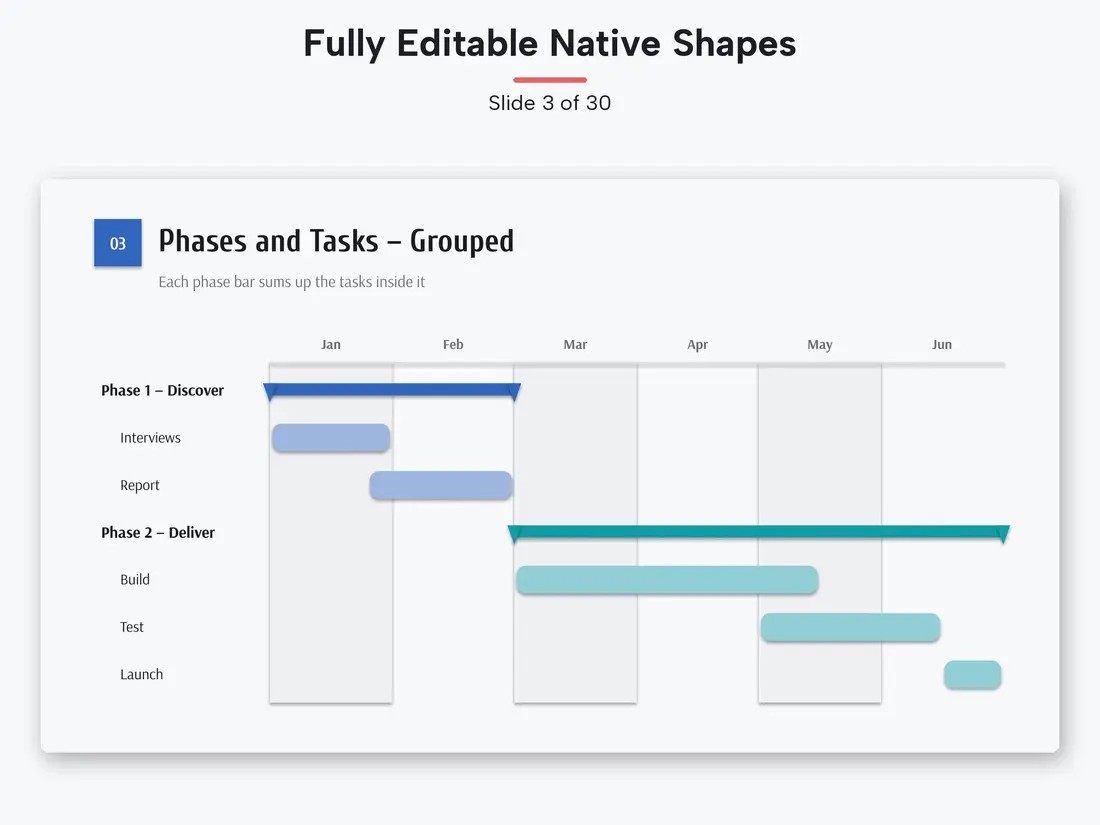 Fully Editable Native Shapes
Slide 3 of 30
03
Phases and Tasks – Grouped
Each phase bar sums up the tasks inside it
Jan Feb Mar Apr May Jun
Phase 1 – Discover
Interviews
Report
Phase 2 – Deliver
Build
Test
Launch